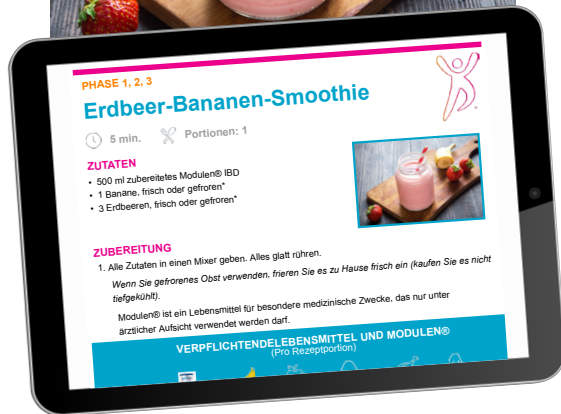 PHASE 1, 2, 3
Erdbeer-Bananen-Smoothie
5 min. Portionen: 1
ZUTATEN
• 500 ml zubereitetes Modulen® IBD
• 1 Banane, frisch oder gefroren*
• 3 Erdbeeren, frisch oder gefroren*
ZUBEREITUNG
1. Alle Zutaten in einen Mixer geben. Alles glatt rühren.
Wenn Sie gefrorenes Obst verwenden, frieren Sie es zu Hause frisch ein (kaufen Sie es nicht
tiefgekühlt).
Modulen® ist ein Lebensmittel für besondere medizinische Zwecke, das nur unter
ärztlicher Aufsicht verwendet werden darf.
VERPFLICHTENDELEBENSMITTEL UND MODULEN®
(Pro Rezeptportion)